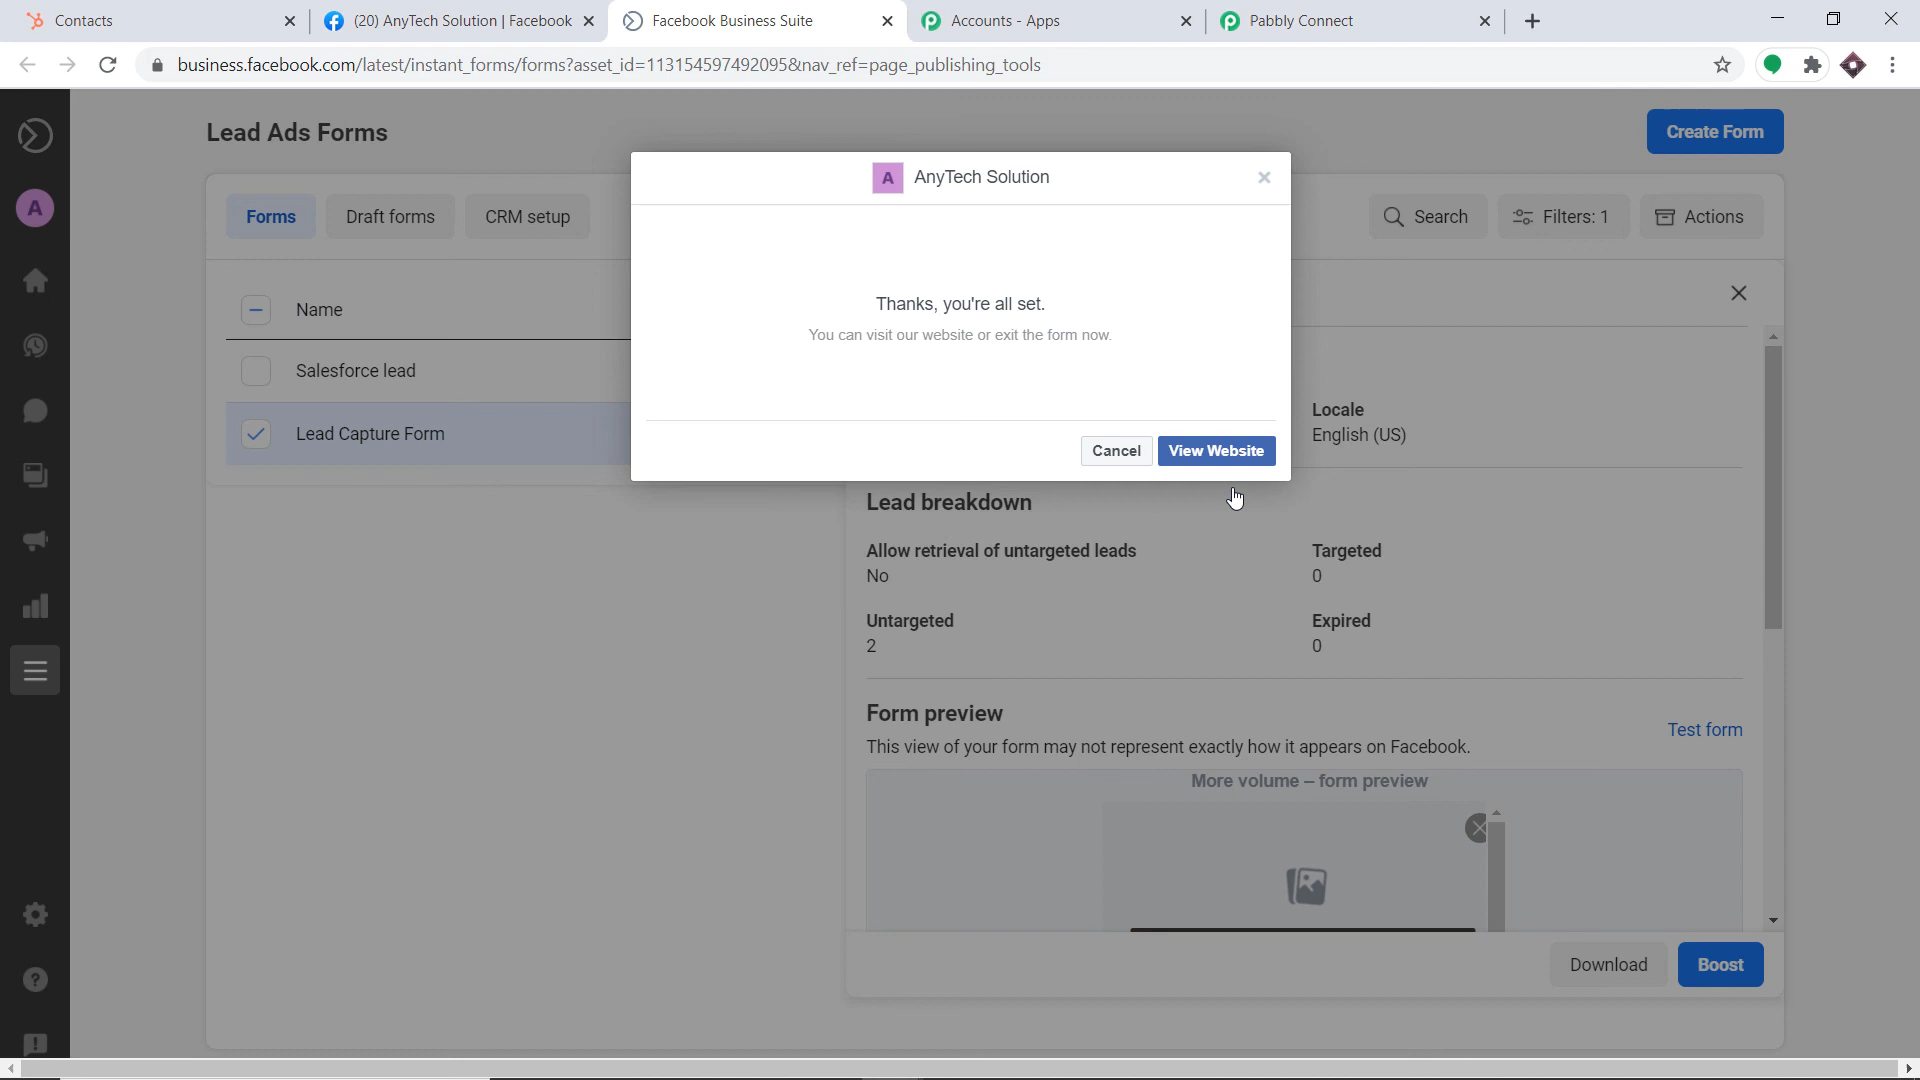 Contacts
(20) AnyTech Solution | Facebook
Facebook Business Suite
Accounts - Apps
Pabbly Connect
business.facebook.com/latest/instant_forms/forms?asset_id=113154597492095&nav_ref=page_publishing_tools
Lead Ads Forms
Create Form
A
A AnyTech Solution
Forms
Draft forms
CRM setup
Search
Filters: 1
Actions
Thanks, you're all set.
You can visit our website or exit the form now.
Cancel
View Website
Name
Salesforce lead
Lead Capture Form
Locale
English (US)
Lead breakdown
Allow retrieval of untargeted leads
No
Targeted
0
Untargeted
2
Expired
0
Form preview
Test form
This view of your form may not represent exactly how it appears on Facebook.
More volume – form preview
Download
Boost